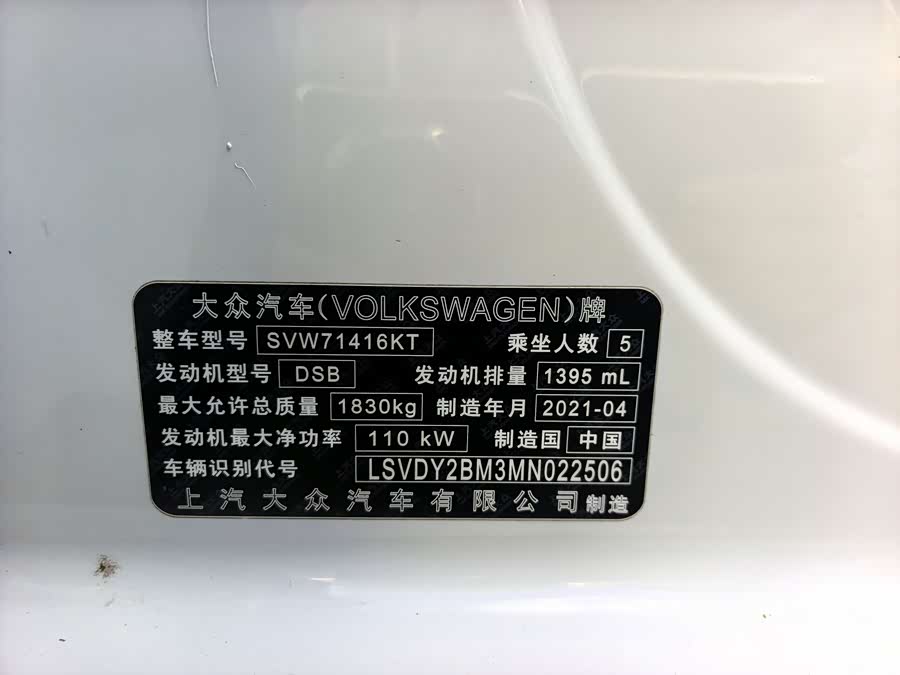 大众汽车(VOLKSWAGEN)牌
整车型号 SVW71416KT 乘坐人数 5
发动机型号 DSB 发动机排量 1395 mL
最大允许总质量 1830kg 制造年月 2021-04
发动机最大净功率 110 kW 制造国 中国
车辆识别代号 LSVDY2BM3MN022506
上汽大众汽车有限公司 制造